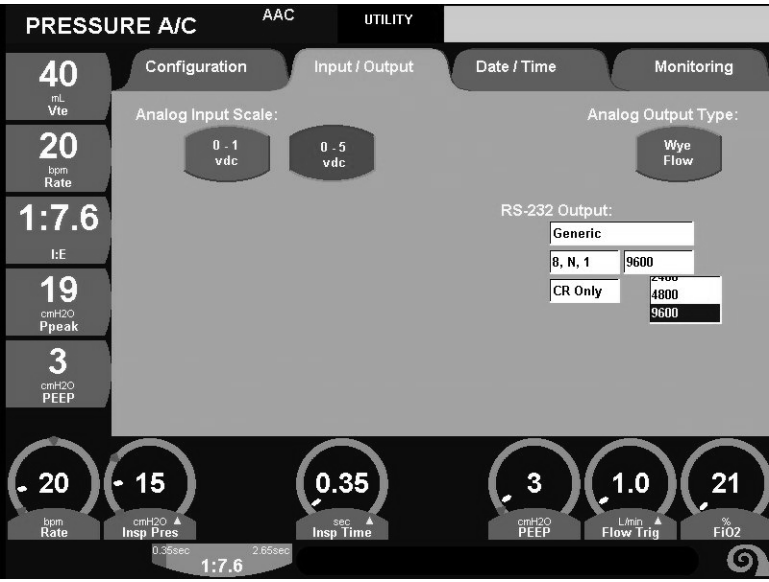 PRESSURE A/C
AAC
UTILITY
Configuration
Input / Output
Date / Time
Monitoring
40
mL
Vte
20
bpm
Rate
1:7.6
I:E
19
cmH2O
Ppeak
3
cmH2O
PEEP
Analog Input Scale:
0 - 1
vdc
0 - 5
vdc
Analog Output Type:
Wye
Flow
RS-232 Output:
Generic
8, N, 1
9600
CR Only
2400
4800
9600
20
bpm
Rate
15
cmH2O
Insp Pres
0.35
sec
Insp Time
3
cmH2O
PEEP
1.0
L/min
Flow Trig
21
%
FiO2
0.35sec
2.65sec
1:7.6